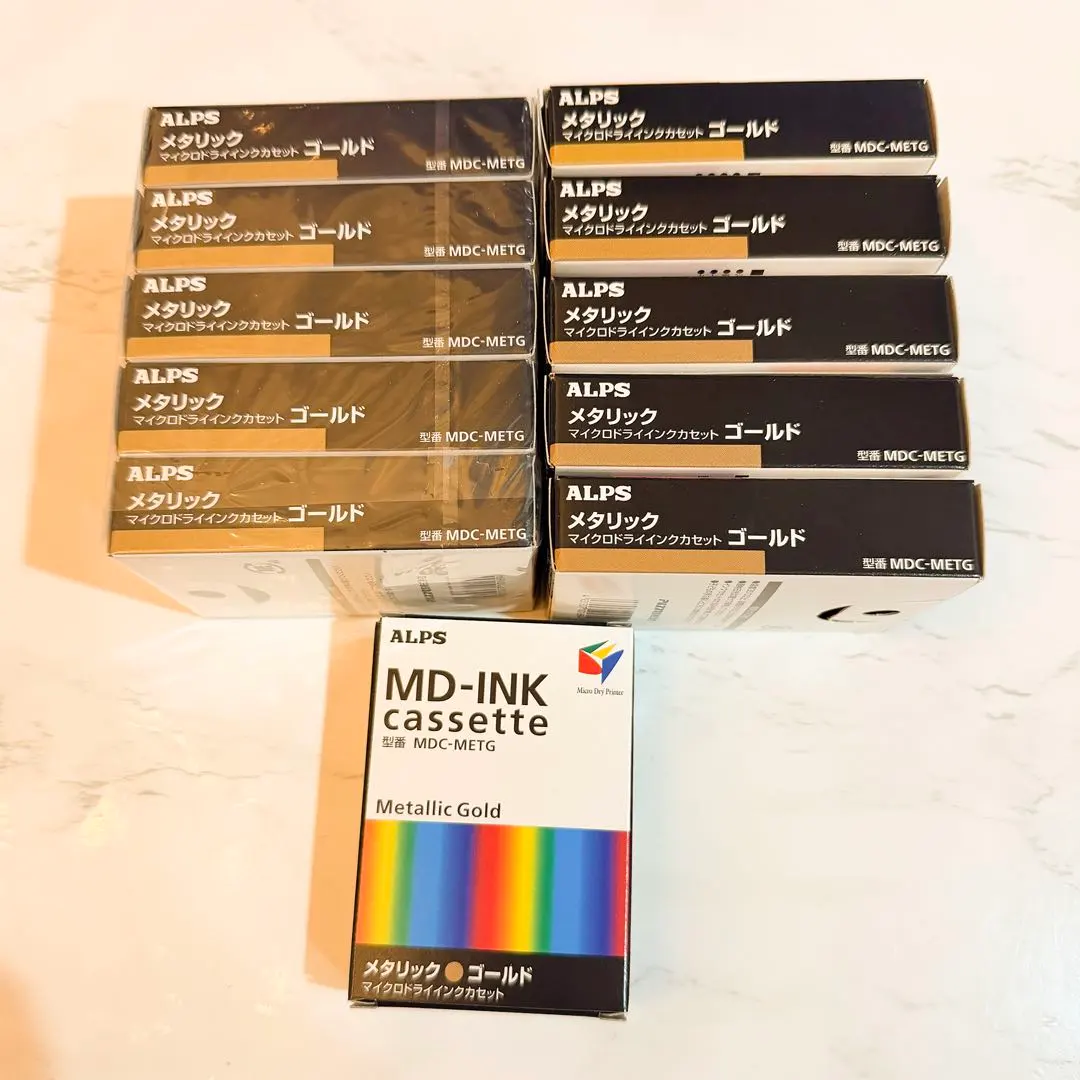 ALPS
メタリック
マイクロドライインクカセット ゴールド
型番 MDC-METG
ALPS
メタリック
マイクロドライインクカセット ゴールド
型番 MDC-METG
ALPS
メタリック
マイクロドライインクカセット ゴールド
型番 MDC-METG
ALPS
メタリック
マイクロドライインクカセット ゴールド
型番 MDC-METG
ALPS
メタリック
マイクロドライインクカセット ゴールド
型番 MDC-METG
ALPS
メタリック
マイクロドライインクカセット ゴールド
型番 MDC-METG
ALPS
メタリック
マイクロドライインクカセット ゴールド
型番 MDC-METG
ALPS
メタリック
マイクロドライインクカセット ゴールド
型番 MDC-METG
ALPS
メタリック
マイクロドライインクカセット ゴールド
型番 MDC-METG
ALPS
メタリック
マイクロドライインクカセット ゴールド
型番 MDC-METG
ALPS
Micro Dry Printer
MD-INK
cassette
型番 MDC-METG
Metallic Gold
メタリック ゴールド
マイクロドライインクカセット